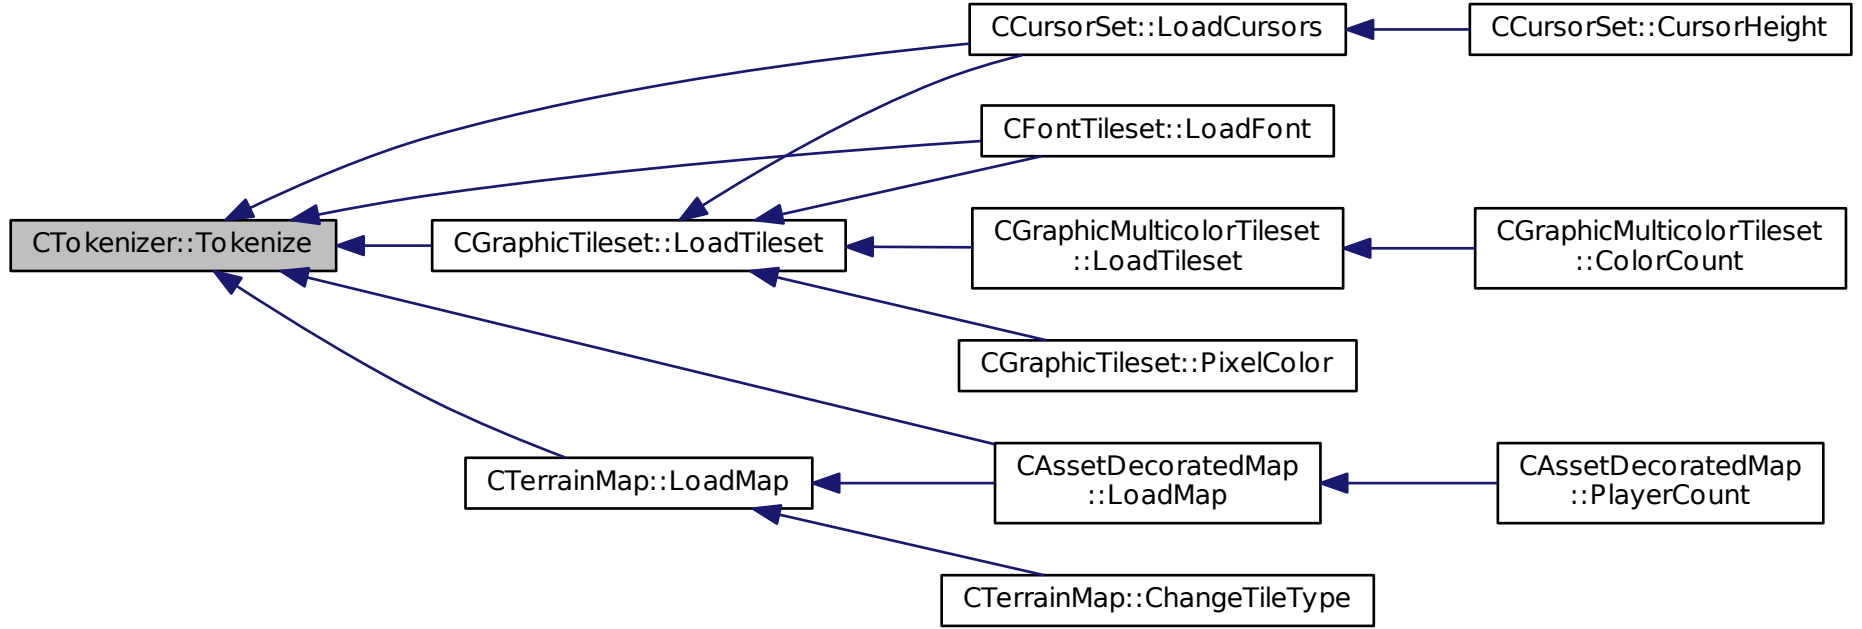 CCursorSet::LoadCursors
CCursorSet::CursorHeight
CFontTileset::LoadFont
CTokenizer::Tokenize
CGraphicTileset::LoadTileset
CGraphicMulticolorTileset
::LoadTileset
CGraphicMulticolorTileset
::ColorCount
CGraphicTileset::PixelColor
CTerrainMap::LoadMap
CAssetDecoratedMap
::LoadMap
CAssetDecoratedMap
::PlayerCount
CTerrainMap::ChangeTileType